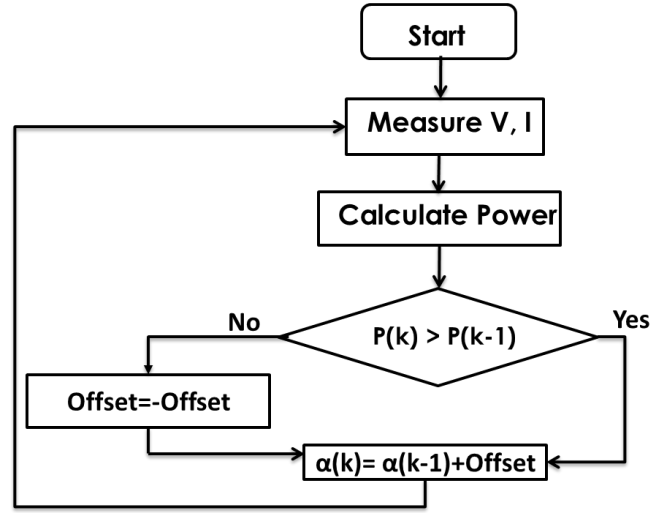 Start
Measure V, I
Calculate Power
P(k) > P(k-1)
No
Yes
Offset=-Offset
α(k)= α(k-1)+Offset